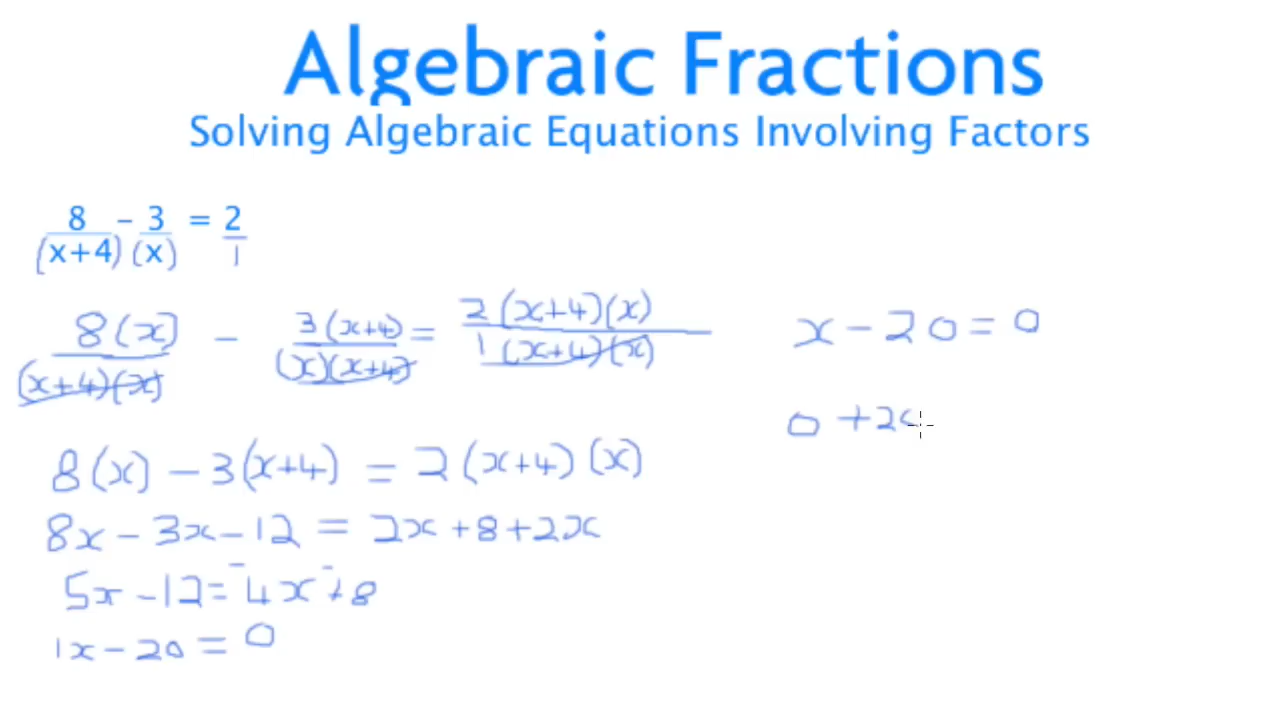 Algebraic Fractions
Solving Algebraic Equations Involving Factors
8 - 3 = 2
(x+4) (x) 1
8(x) - 3(x+4) = 2(x+4)(x)
(x+4)(x) (x)(x+4) 1(x+4)(x)
8(x) - 3(x+4) = 2(x+4)(x)
8x - 3x - 12 = 2x + 8 + 2x
5x - 12 = -4x -+ 8
1x - 20 = 0
x - 20 = 0
0 + 20